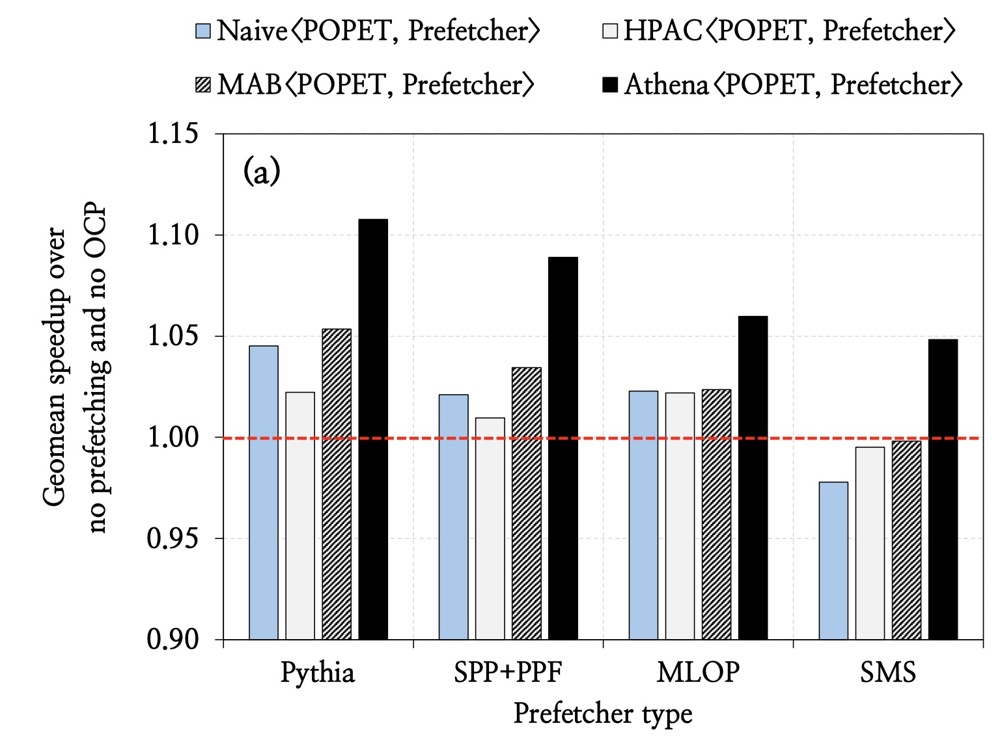 Naive⟨POPET, Prefetcher⟩
HPAC⟨POPET, Prefetcher⟩
MAB⟨POPET, Prefetcher⟩
Athena⟨POPET, Prefetcher⟩
Geomean speedup over
no prefetching and no OCP
1.15
1.10
1.05
1.00
0.95
0.90
(a)
Pythia
SPP+PPF
MLOP
SMS
Prefetcher type